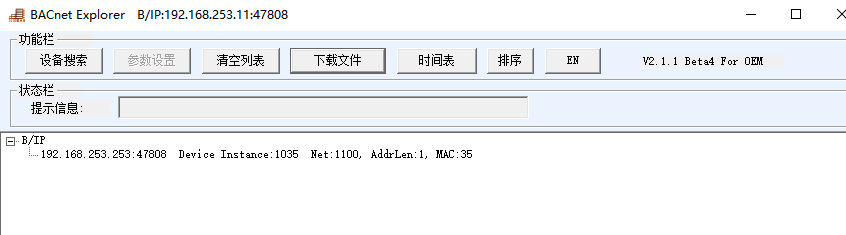 BACnet Explorer B/IP:192.168.253.11:47808
功能栏
设备搜索 参数设置 清空列表 下载文件 时间表 排序 EN V2.1.1 Beta4 For OEM
状态栏
提示信息:
B/IP
192.168.253.253:47808 Device Instance:1035 Net:1100, AddrLen:1, MAC:35